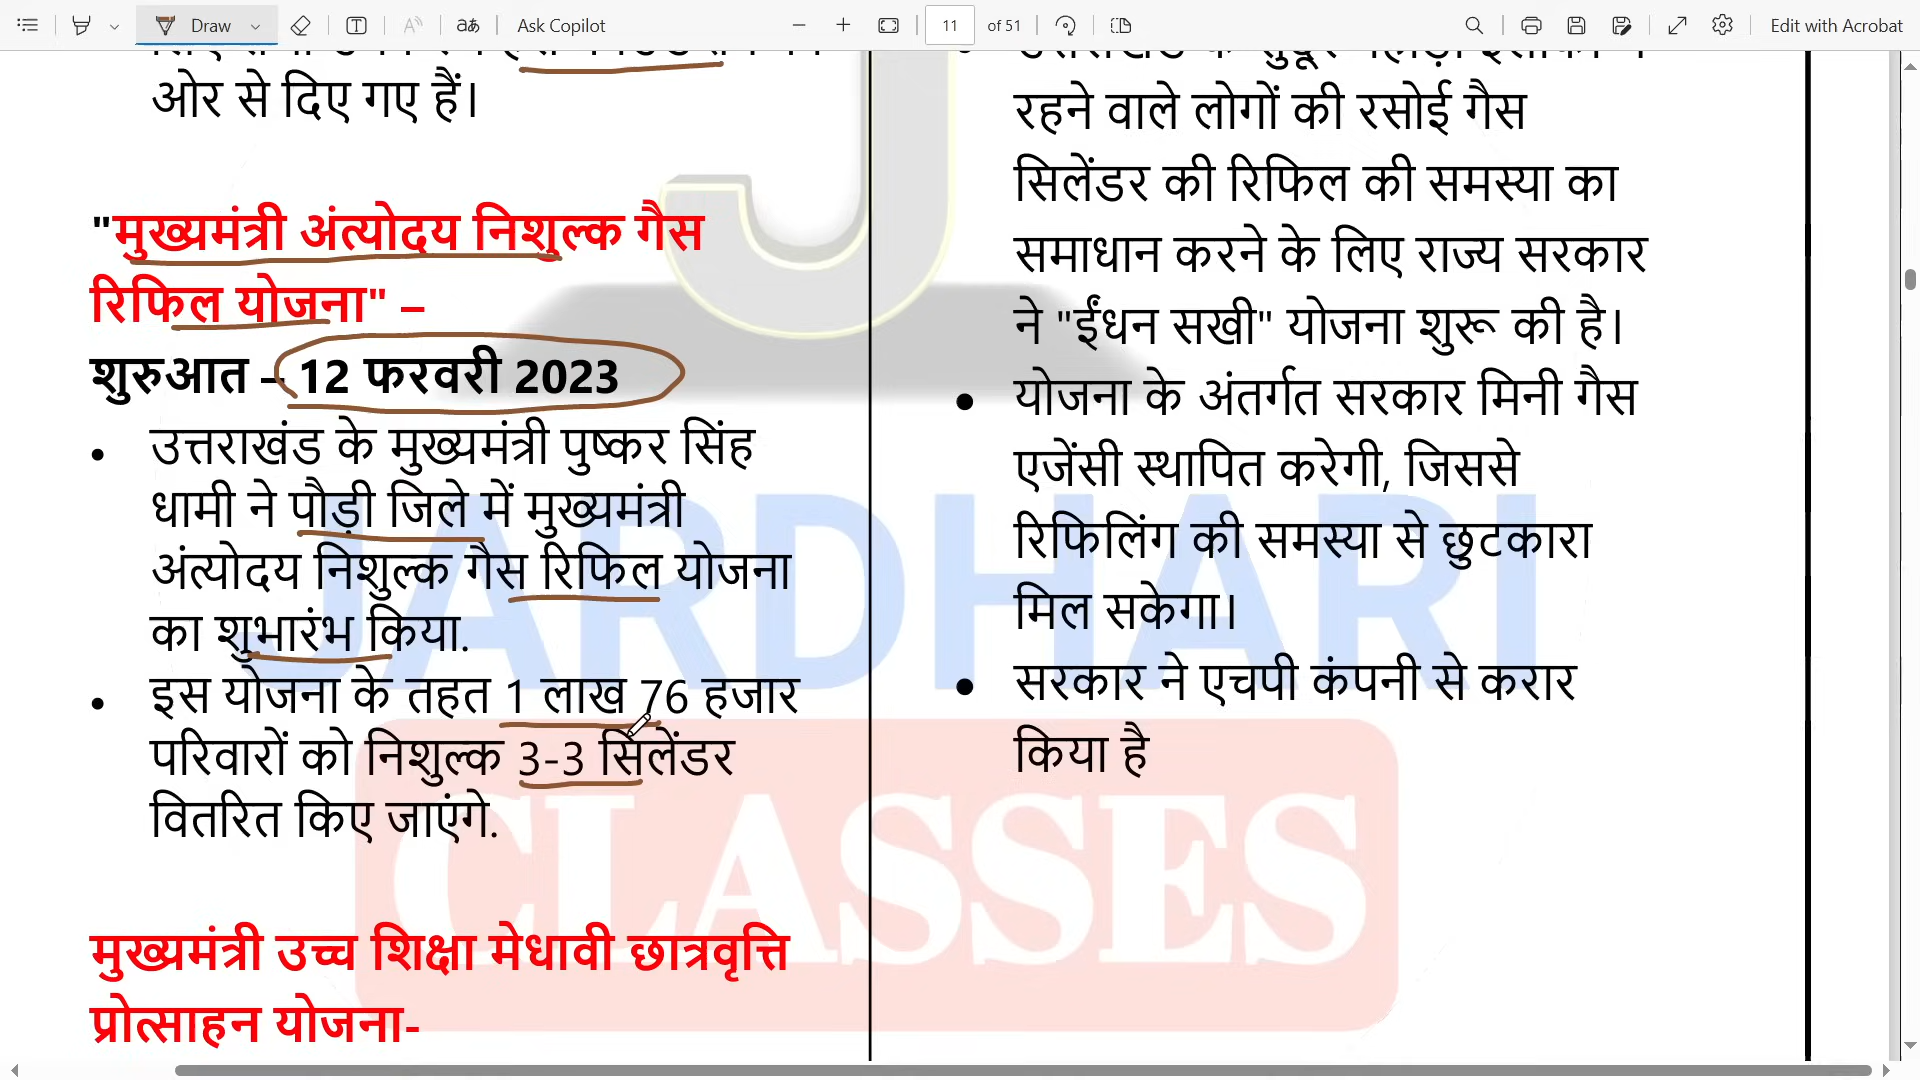 Draw
Ask Copilot
11 of 51
Edit with Acrobat
ओर से दिए गए हैं।
"मुख्यमंत्री अंत्योदय निशुल्क गैस
रिफिल योजना" –
शुरुआत – 12 फरवरी 2023
• उत्तराखंड के मुख्यमंत्री पुष्कर सिंह
धामी ने पौड़ी जिले में मुख्यमंत्री
अंत्योदय निशुल्क गैस रिफिल योजना
का शुभारंभ किया.
• इस योजना के तहत 1 लाख 76 हजार
परिवारों को निशुल्क 3-3 सिलेंडर
वितरित किए जाएंगे.
मुख्यमंत्री उच्च शिक्षा मेधावी छात्रवृत्ति
प्रोत्साहन योजना-
रहने वाले लोगों की रसोई गैस
सिलेंडर की रिफिल की समस्या का
समाधान करने के लिए राज्य सरकार
ने "ईंधन सखी" योजना शुरू की है।
• योजना के अंतर्गत सरकार मिनी गैस
एजेंसी स्थापित करेगी, जिससे
रिफिलिंग की समस्या से छुटकारा
मिल सकेगा।
• सरकार ने एचपी कंपनी से करार
किया है
J
JARDHARI
CLASSES